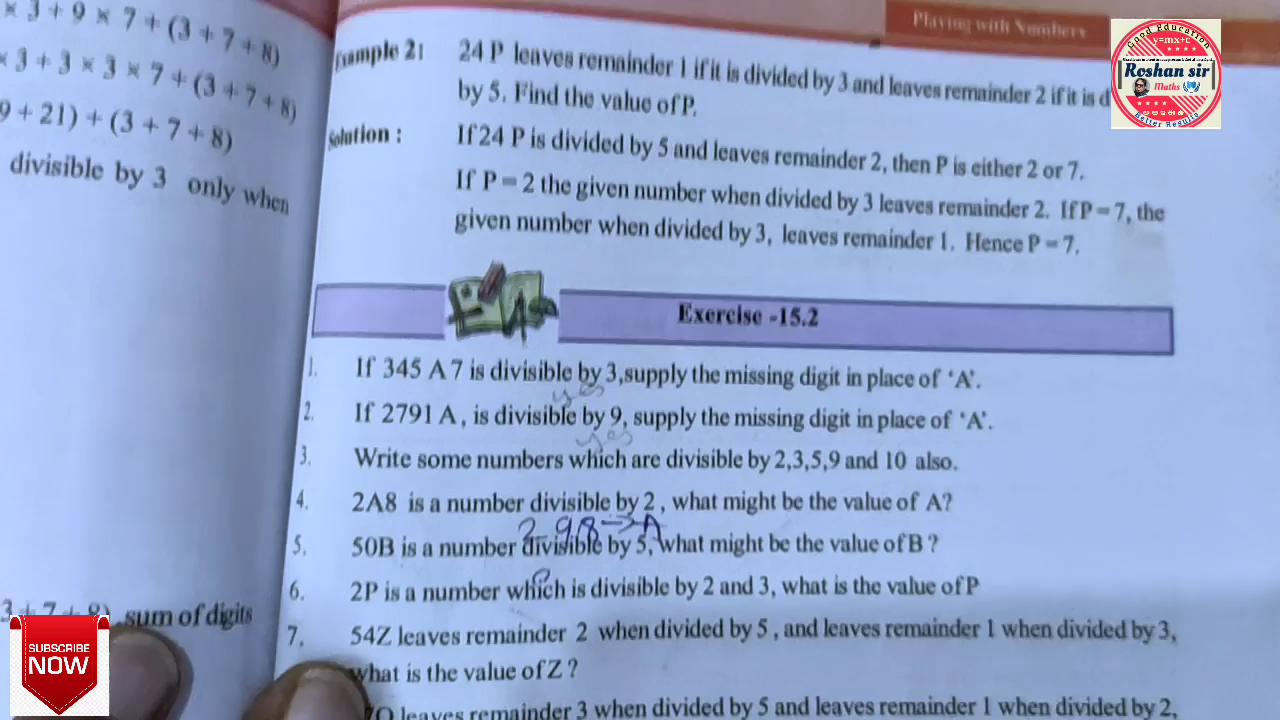 × 3 + 9 × 7 + (3 + 7 + 8)
× 3 + 3 × 3 × 7 + (3 + 7 + 8)
9 + 21) + (3 + 7 + 8)
divisible by 3 only when
3 + 7 + 8) sum of digits
Playing with Numbers
Example 2: 24 P leaves remainder 1 if it is divided by 3 and leaves remainder 2 if it is d
by 5. Find the value of P.
Solution : If 24 P is divided by 5 and leaves remainder 2, then P is either 2 or 7.
If P = 2 the given number when divided by 3 leaves remainder 2. If P = 7, the
given number when divided by 3, leaves remainder 1. Hence P = 7.
Exercise -15.2
1. If 345 A 7 is divisible by 3,supply the missing digit in place of ‘A’.
yes
2. If 2791 A , is divisible by 9, supply the missing digit in place of ‘A’.
yes
3. Write some numbers which are divisible by 2,3,5,9 and 10 also.
4. 2A8 is a number divisible by 2 , what might be the value of A?
2 98 → A
5. 50B is a number divisible by 5, what might be the value of B ?
6. 2P is a number which is divisible by 2 and 3, what is the value of P
7. 54Z leaves remainder 2 when divided by 5 , and leaves remainder 1 when divided by 3,
what is the value of Z ?
7Q leaves remainder 3 when divided by 5 and leaves remainder 1 when divided by 2,
Good Education
y=mx+c
Roshan sir
Maths
Better Results
SUBSCRIBE
NOW